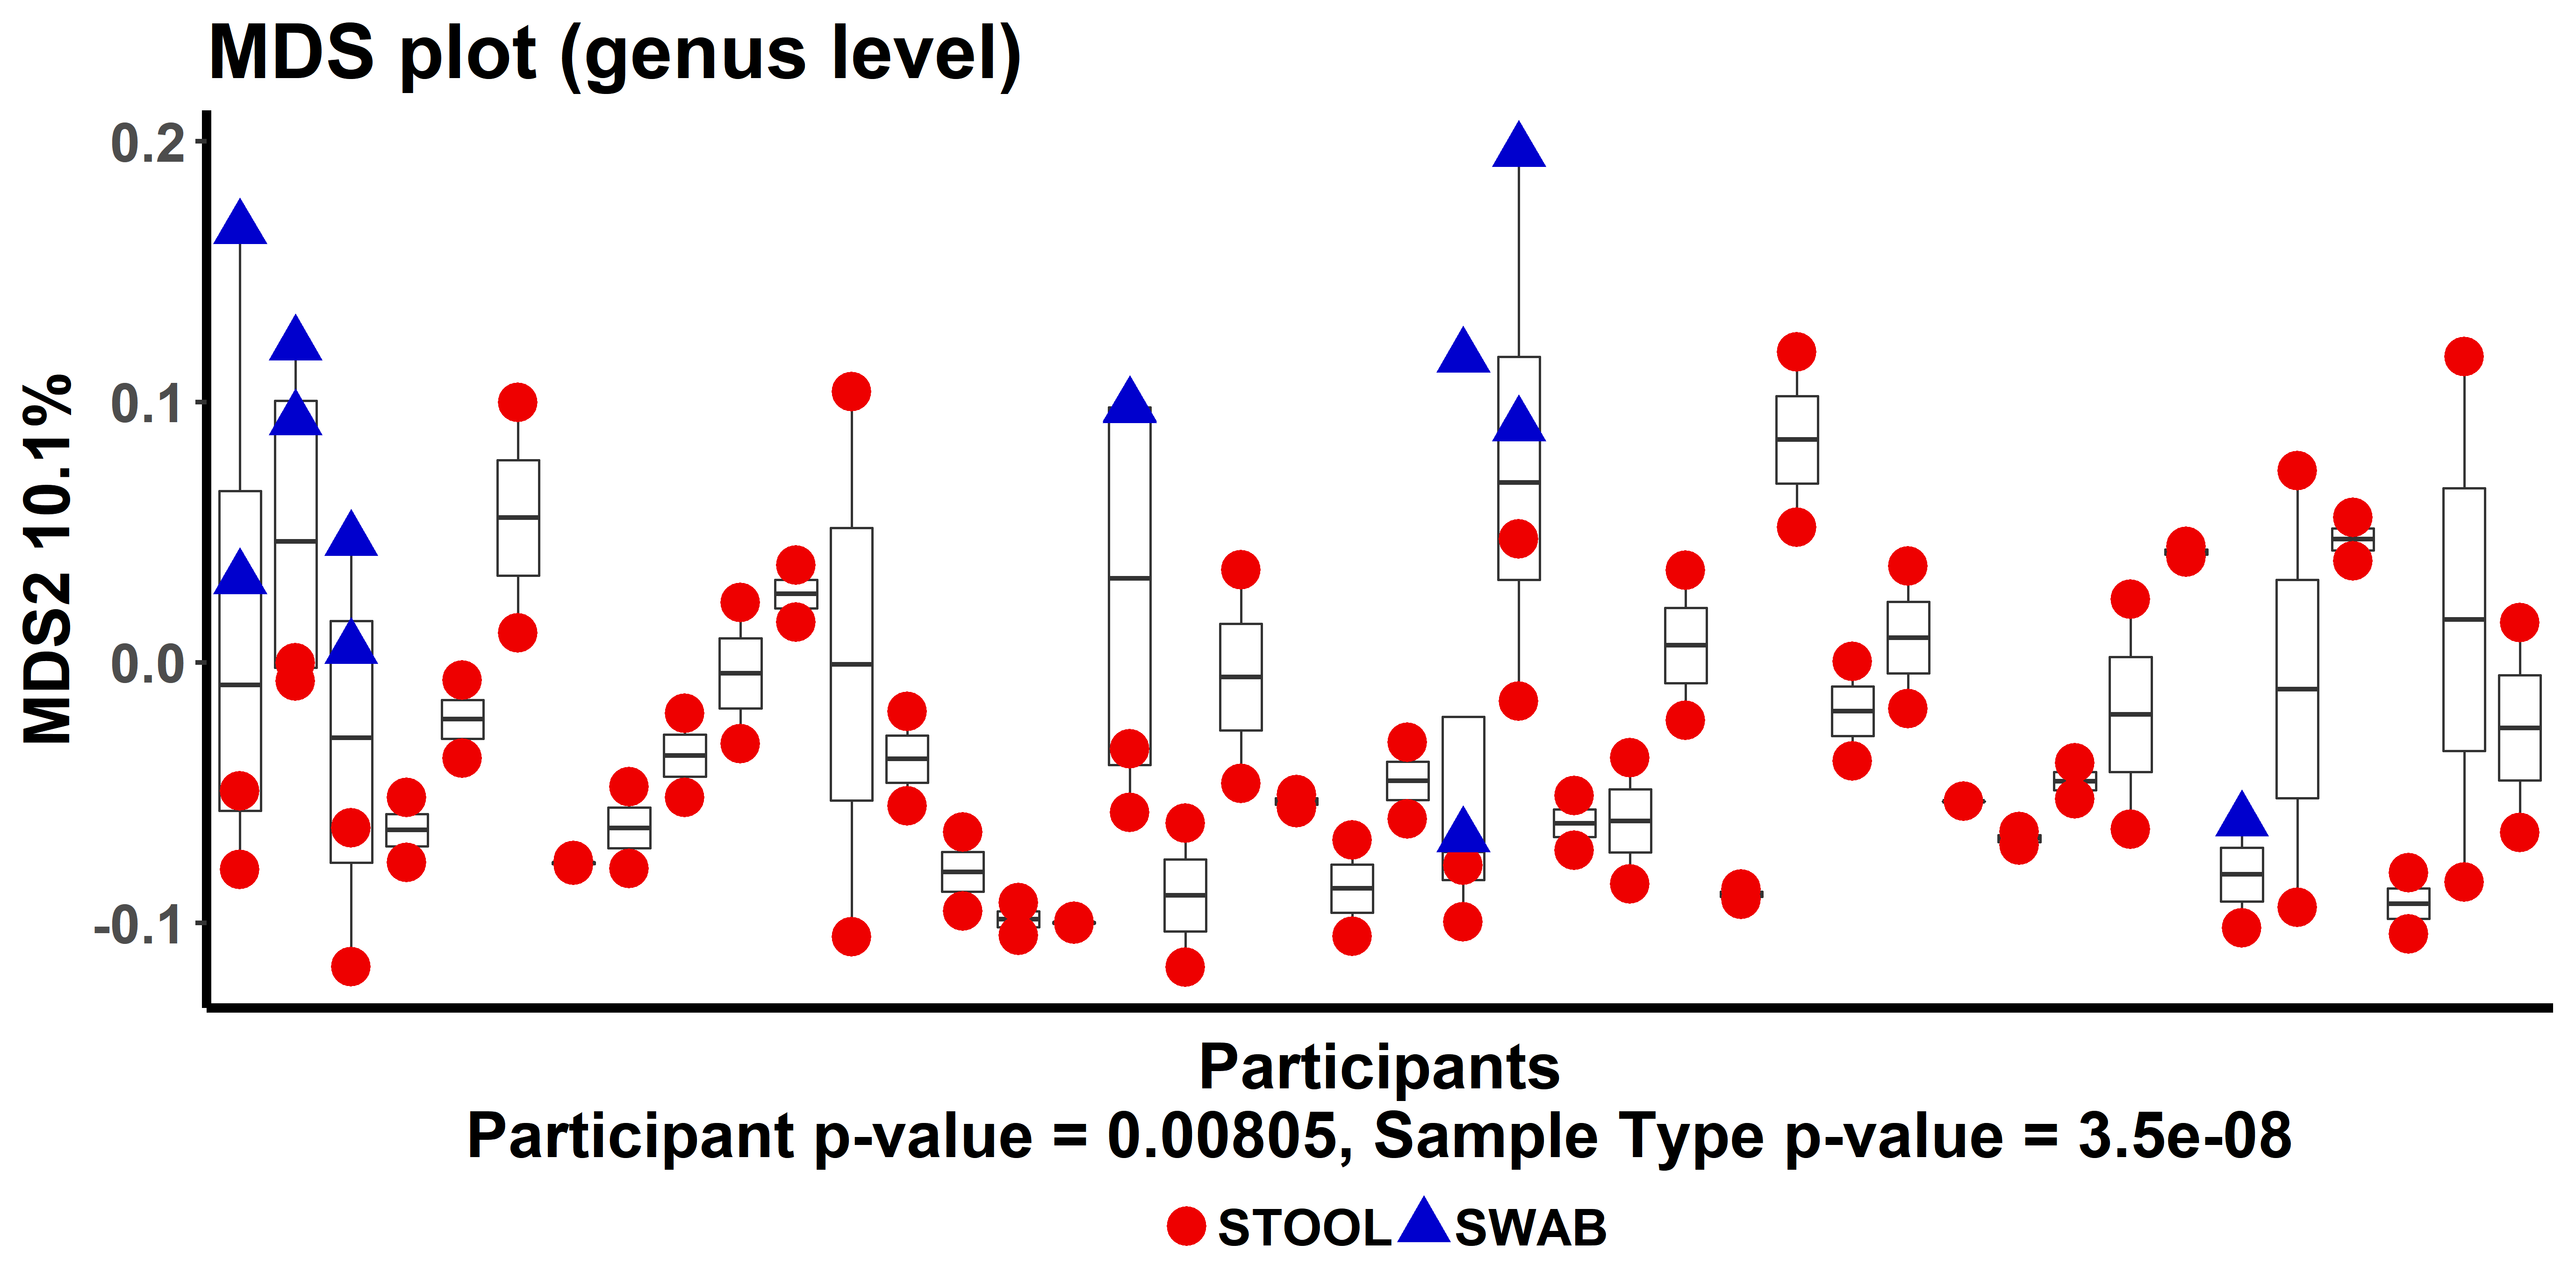 MDS plot (genus level)
MDS2 10.1%
0.2
0.1
0.0
-0.1
Participants
Participant p-value = 0.00805, Sample Type p-value = 3.5e-08
STOOL SWAB